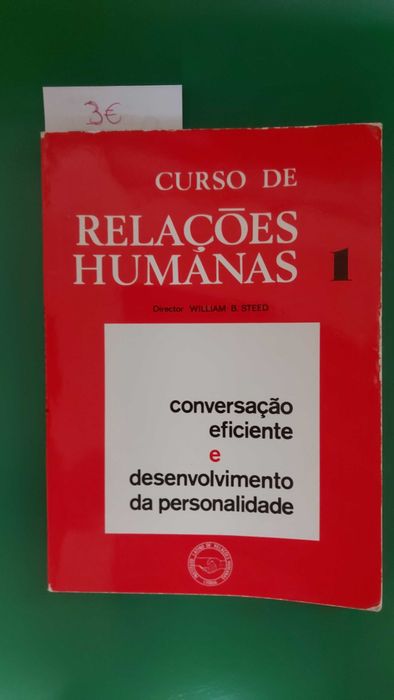 3€
CURSO DE
RELAÇÕES
HUMANAS 1
Director WILLIAM B. STEED
conversação
eficiente
e
desenvolvimento
da personalidade